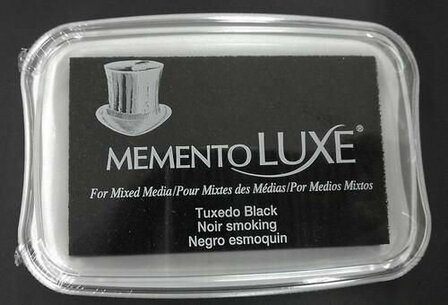 MEMENTO LUXE®
For Mixed Media/Pour Mixtes des Médias/Por Medios Mixtos
Tuxedo Black
Noir smoking
Negro esmoquin